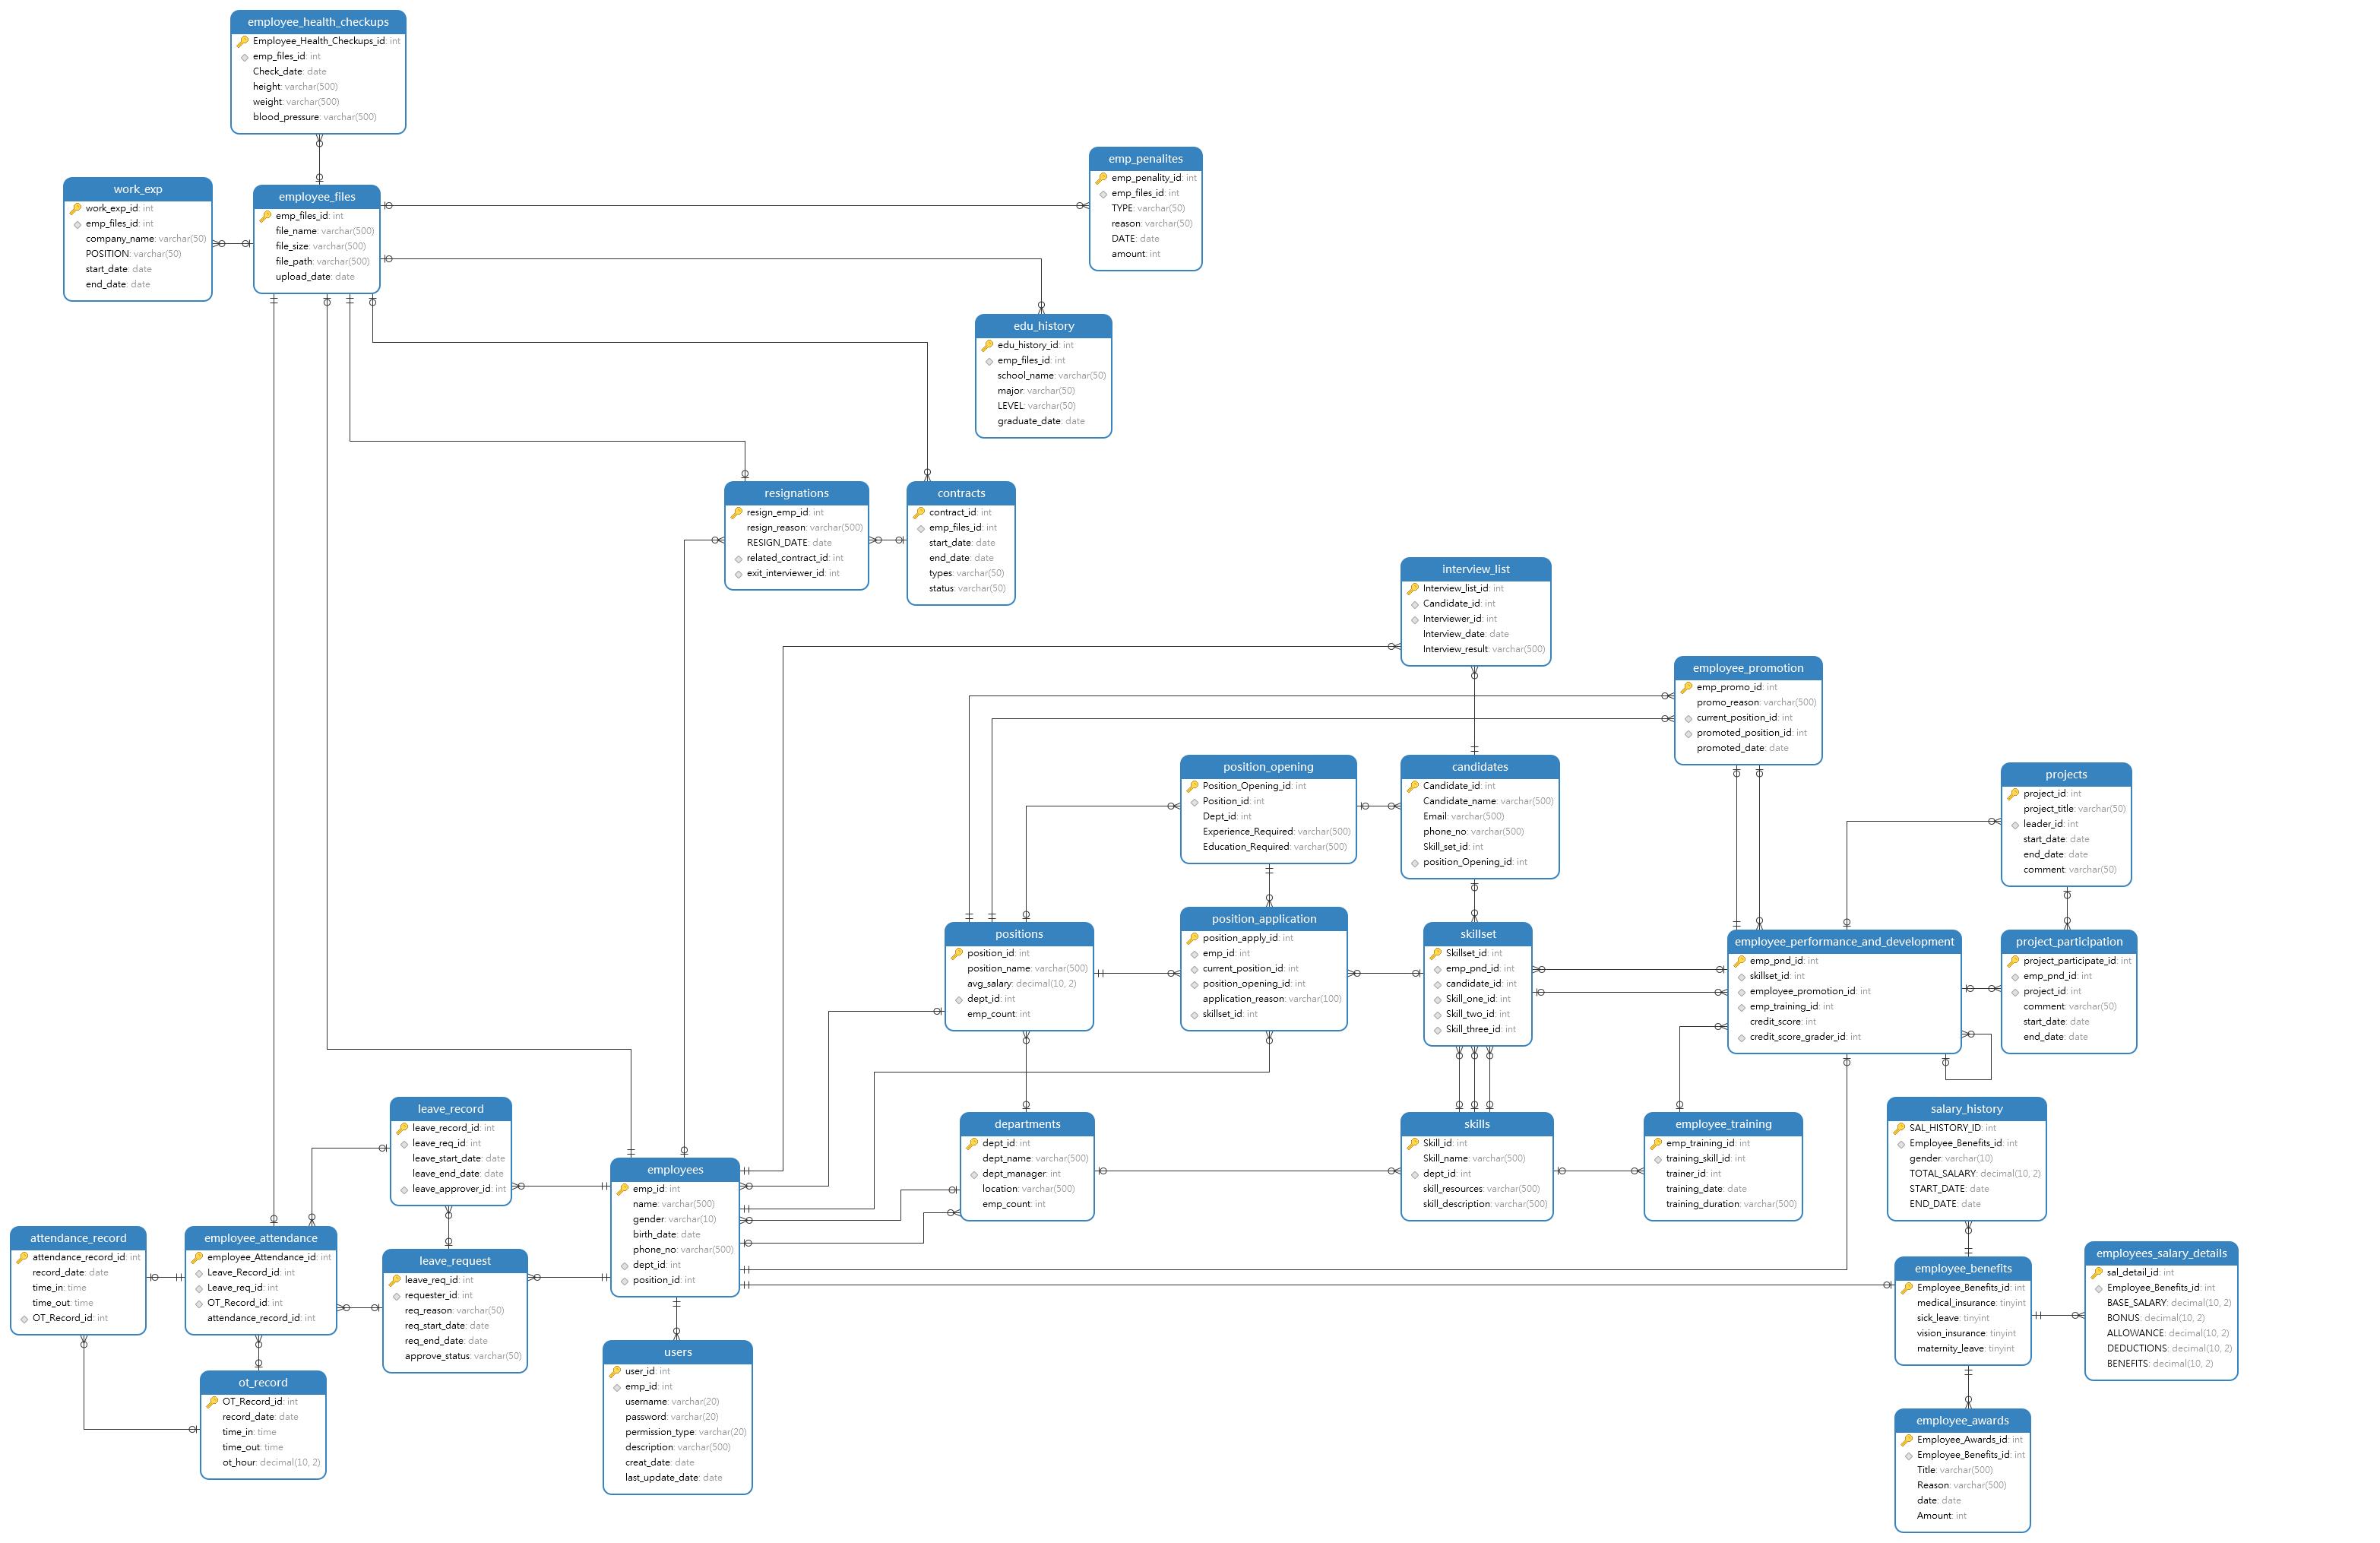 employee_health_checkups
Employee_Health_Checkups_id: int
emp_files_id: int
Check_date: date
height: varchar(500)
weight: varchar(500)
blood_pressure: varchar(500)
emp_penalites
emp_penality_id: int
emp_files_id: int
TYPE: varchar(50)
reason: varchar(50)
DATE: date
amount: int
work_exp
work_exp_id: int
emp_files_id: int
company_name: varchar(50)
POSITION: varchar(50)
start_date: date
end_date: date
employee_files
emp_files_id: int
file_name: varchar(500)
file_size: varchar(500)
file_path: varchar(500)
upload_date: date
edu_history
edu_history_id: int
emp_files_id: int
school_name: varchar(50)
major: varchar(50)
LEVEL: varchar(50)
graduate_date: date
resignations
resign_emp_id: int
resign_reason: varchar(500)
RESIGN_DATE: date
related_contract_id: int
exit_interviewer_id: int
contracts
contract_id: int
emp_files_id: int
start_date: date
end_date: date
types: varchar(50)
status: varchar(50)
interview_list
Interview_list_id: int
Candidate_id: int
Interviewer_id: int
Interview_date: date
Interview_result: varchar(500)
employee_promotion
emp_promo_id: int
promo_reason: varchar(500)
current_position_id: int
promoted_position_id: int
promoted_date: date
position_opening
Position_Opening_id: int
Position_id: int
Dept_id: int
Experience_Required: varchar(500)
Education_Required: varchar(500)
candidates
Candidate_id: int
Candidate_name: varchar(500)
Email: varchar(500)
phone_no: varchar(500)
Skill_set_id: int
position_Opening_id: int
projects
project_id: int
project_title: varchar(50)
leader_id: int
start_date: date
end_date: date
comment: varchar(50)
positions
position_id: int
position_name: varchar(500)
avg_salary: decimal(10, 2)
dept_id: int
emp_count: int
position_application
position_apply_id: int
emp_id: int
current_position_id: int
position_opening_id: int
application_reason: varchar(100)
skillset_id: int
skillset
Skillset_id: int
emp_pnd_id: int
candidate_id: int
Skill_one_id: int
Skill_two_id: int
Skill_three_id: int
employee_performance_and_development
emp_pnd_id: int
skillset_id: int
employee_promotion_id: int
emp_training_id: int
credit_score: int
credit_score_grader_id: int
project_participation
project_participate_id: int
emp_pnd_id: int
project_id: int
comment: varchar(50)
start_date: date
end_date: date
leave_record
leave_record_id: int
leave_req_id: int
leave_start_date: date
leave_end_date: date
leave_approver_id: int
departments
dept_id: int
dept_name: varchar(500)
dept_manager: int
location: varchar(500)
emp_count: int
skills
Skill_id: int
Skill_name: varchar(500)
dept_id: int
skill_resources: varchar(500)
skill_description: varchar(500)
employee_training
emp_training_id: int
training_skill_id: int
trainer_id: int
training_date: date
training_duration: varchar(500)
salary_history
SAL_HISTORY_ID: int
Employee_Benefits_id: int
gender: varchar(10)
TOTAL_SALARY: decimal(10, 2)
START_DATE: date
END_DATE: date
employees
emp_id: int
name: varchar(500)
gender: varchar(10)
birth_date: date
phone_no: varchar(500)
dept_id: int
position_id: int
attendance_record
attendance_record_id: int
record_date: date
time_in: time
time_out: time
OT_Record_id: int
employee_attendance
employee_Attendance_id: int
Leave_Record_id: int
Leave_req_id: int
OT_Record_id: int
attendance_record_id: int
leave_request
leave_req_id: int
requester_id: int
req_reason: varchar(50)
req_start_date: date
req_end_date: date
approve_status: varchar(50)
employee_benefits
Employee_Benefits_id: int
medical_insurance: tinyint
sick_leave: tinyint
vision_insurance: tinyint
maternity_leave: tinyint
employees_salary_details
sal_detail_id: int
Employee_Benefits_id: int
BASE_SALARY: decimal(10, 2)
BONUS: decimal(10, 2)
ALLOWANCE: decimal(10, 2)
DEDUCTIONS: decimal(10, 2)
BENEFITS: decimal(10, 2)
ot_record
OT_Record_id: int
record_date: date
time_in: time
time_out: time
ot_hour: decimal(10, 2)
users
user_id: int
emp_id: int
username: varchar(20)
password: varchar(20)
permission_type: varchar(20)
description: varchar(500)
creat_date: date
last_update_date: date
employee_awards
Employee_Awards_id: int
Employee_Benefits_id: int
Title: varchar(500)
Reason: varchar(500)
date: date
Amount: int